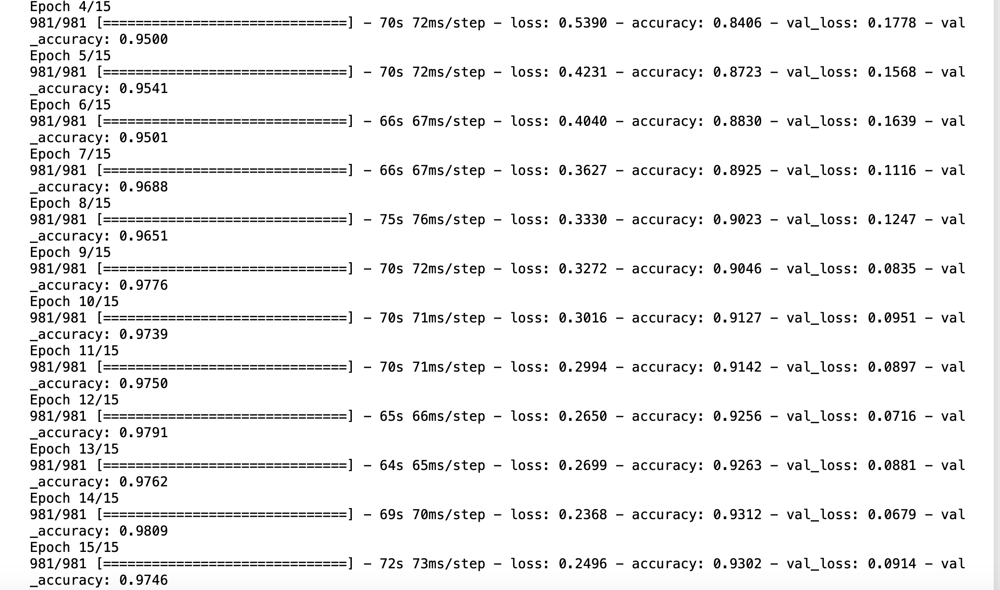 Epoch 4/15
981/981 [==============================] - 70s 72ms/step - loss: 0.5390 - accuracy: 0.8406 - val_loss: 0.1778 - val
_accuracy: 0.9500
Epoch 5/15
981/981 [==============================] - 70s 72ms/step - loss: 0.4231 - accuracy: 0.8723 - val_loss: 0.1568 - val
_accuracy: 0.9541
Epoch 6/15
981/981 [==============================] - 66s 67ms/step - loss: 0.4040 - accuracy: 0.8830 - val_loss: 0.1639 - val
_accuracy: 0.9501
Epoch 7/15
981/981 [==============================] - 66s 67ms/step - loss: 0.3627 - accuracy: 0.8925 - val_loss: 0.1116 - val
_accuracy: 0.9688
Epoch 8/15
981/981 [==============================] - 75s 76ms/step - loss: 0.3330 - accuracy: 0.9023 - val_loss: 0.1247 - val
_accuracy: 0.9651
Epoch 9/15
981/981 [==============================] - 70s 72ms/step - loss: 0.3272 - accuracy: 0.9046 - val_loss: 0.0835 - val
_accuracy: 0.9776
Epoch 10/15
981/981 [==============================] - 70s 71ms/step - loss: 0.3016 - accuracy: 0.9127 - val_loss: 0.0951 - val
_accuracy: 0.9739
Epoch 11/15
981/981 [==============================] - 70s 71ms/step - loss: 0.2994 - accuracy: 0.9142 - val_loss: 0.0897 - val
_accuracy: 0.9750
Epoch 12/15
981/981 [==============================] - 65s 66ms/step - loss: 0.2650 - accuracy: 0.9256 - val_loss: 0.0716 - val
_accuracy: 0.9791
Epoch 13/15
981/981 [==============================] - 64s 65ms/step - loss: 0.2699 - accuracy: 0.9263 - val_loss: 0.0881 - val
_accuracy: 0.9762
Epoch 14/15
981/981 [==============================] - 69s 70ms/step - loss: 0.2368 - accuracy: 0.9312 - val_loss: 0.0679 - val
_accuracy: 0.9809
Epoch 15/15
981/981 [==============================] - 72s 73ms/step - loss: 0.2496 - accuracy: 0.9302 - val_loss: 0.0914 - val
_accuracy: 0.9746